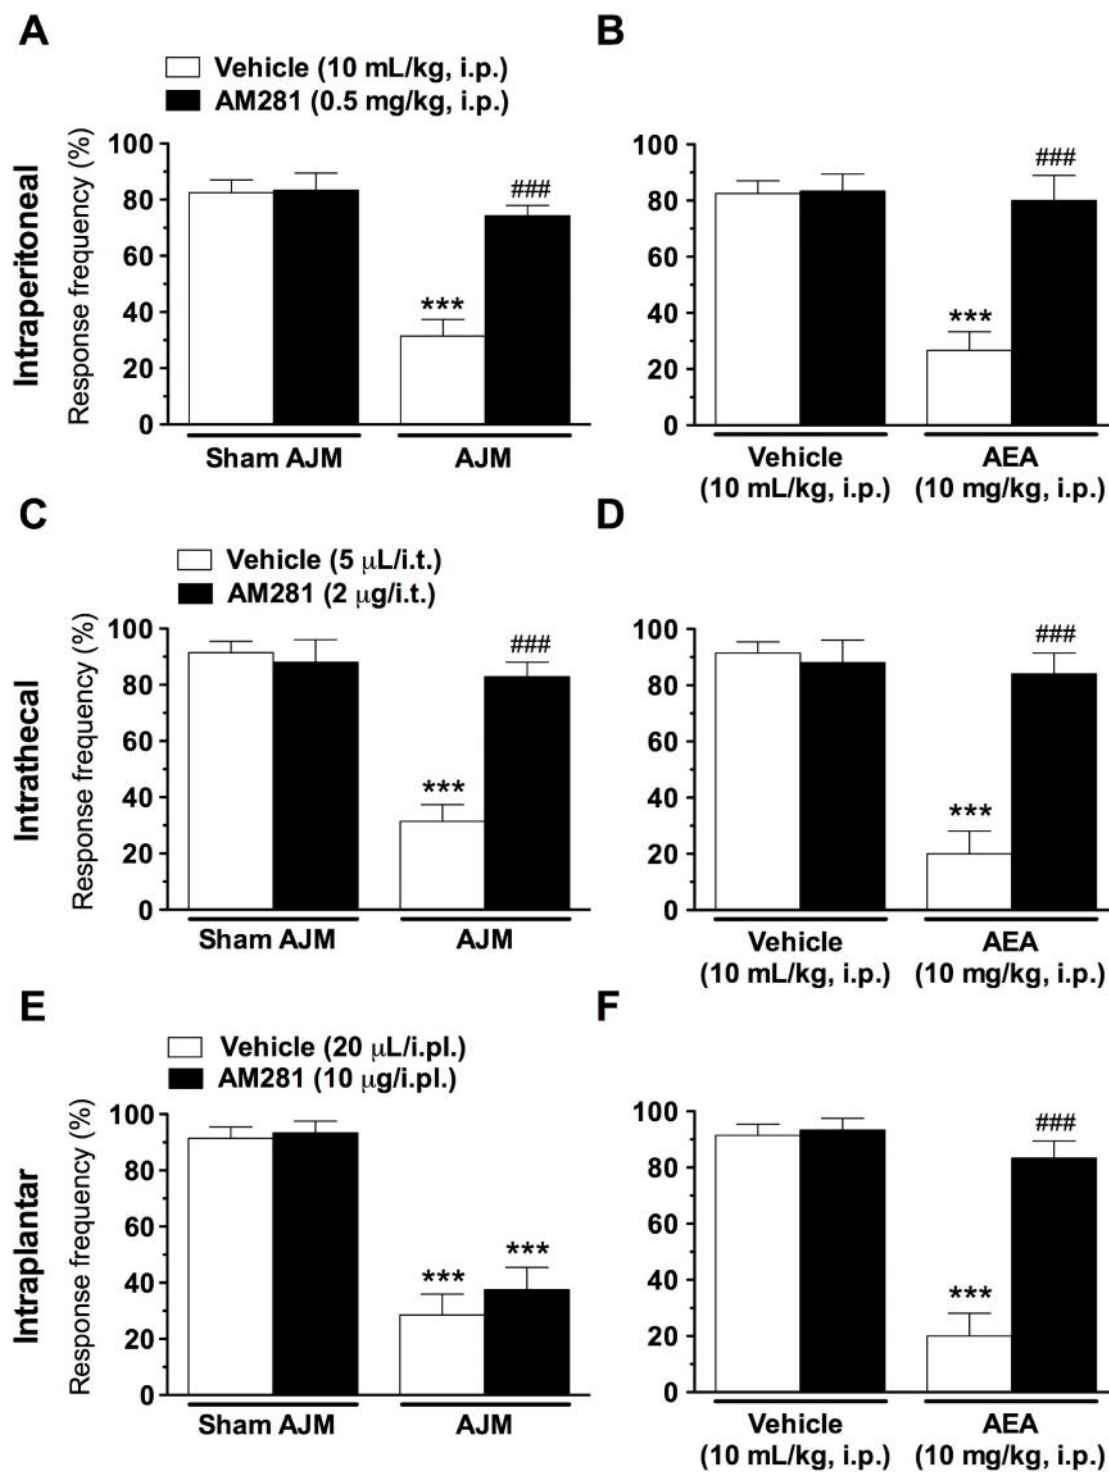 A
B
Vehicle (10 mL/kg, i.p.)
AM281 (0.5 mg/kg, i.p.)
Intraperitoneal
Response frequency (%)
100
80
60
40
20
0
***
###
Sham AJM
AJM
100
80
60
40
20
0
***
###
Vehicle
(10 mL/kg, i.p.)
AEA
(10 mg/kg, i.p.)
C
D
Vehicle (5 μL/i.t.)
AM281 (2 μg/i.t.)
Intrathecal
Response frequency (%)
100
80
60
40
20
0
***
###
Sham AJM
AJM
100
80
60
40
20
0
***
###
Vehicle
(10 mL/kg, i.p.)
AEA
(10 mg/kg, i.p.)
E
F
Vehicle (20 μL/i.pl.)
AM281 (10 μg/i.pl.)
Intraplantar
Response frequency (%)
100
80
60
40
20
0
***
***
Sham AJM
AJM
100
80
60
40
20
0
***
###
Vehicle
(10 mL/kg, i.p.)
AEA
(10 mg/kg, i.p.)